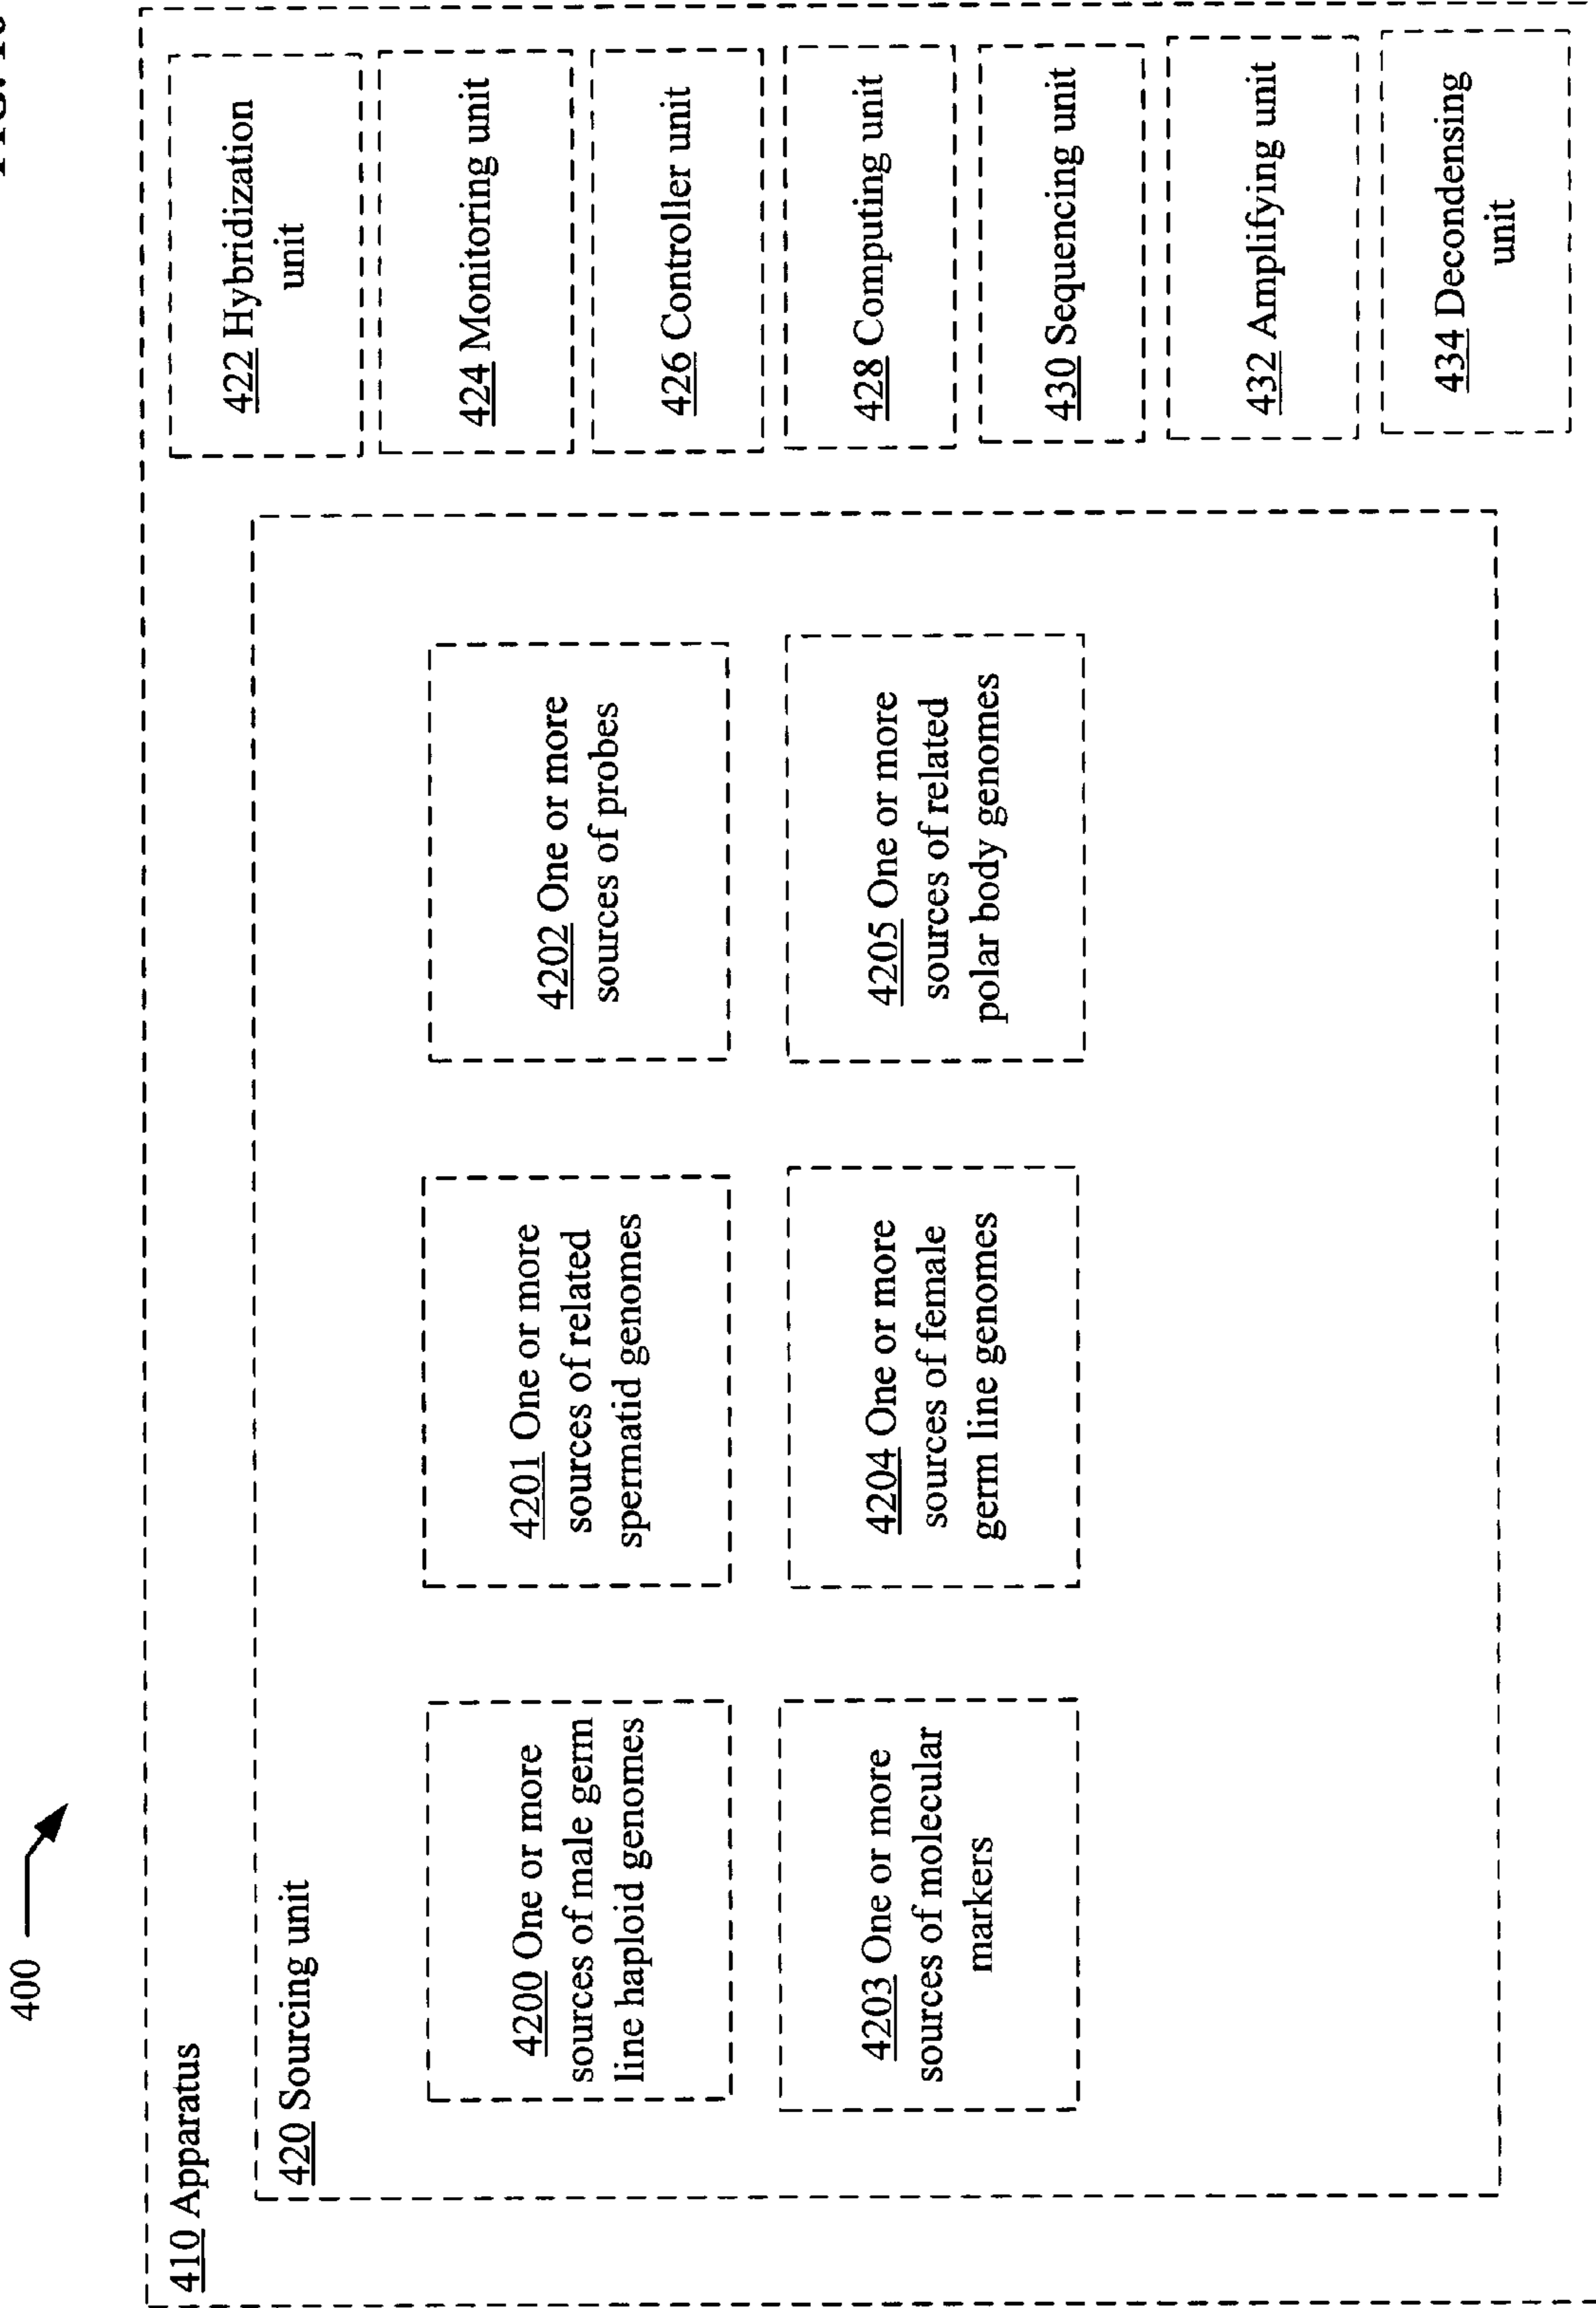 400
410 Apparatus
420 Sourcing unit
4200 One or more
sources of male germ
line haploid genomes
4201 One or more
sources of related
spermatid genomes
4202 One or more
sources of probes
4203 One or more
sources of molecular
markers
4204 One or more
sources of female
germ line genomes
4205 One or more
sources of related
polar body genomes
422 Hybridization
unit
424 Monitoring unit
426 Controller unit
428 Computing unit
430 Sequencing unit
432 Amplifying unit
434 Decondensing
unit